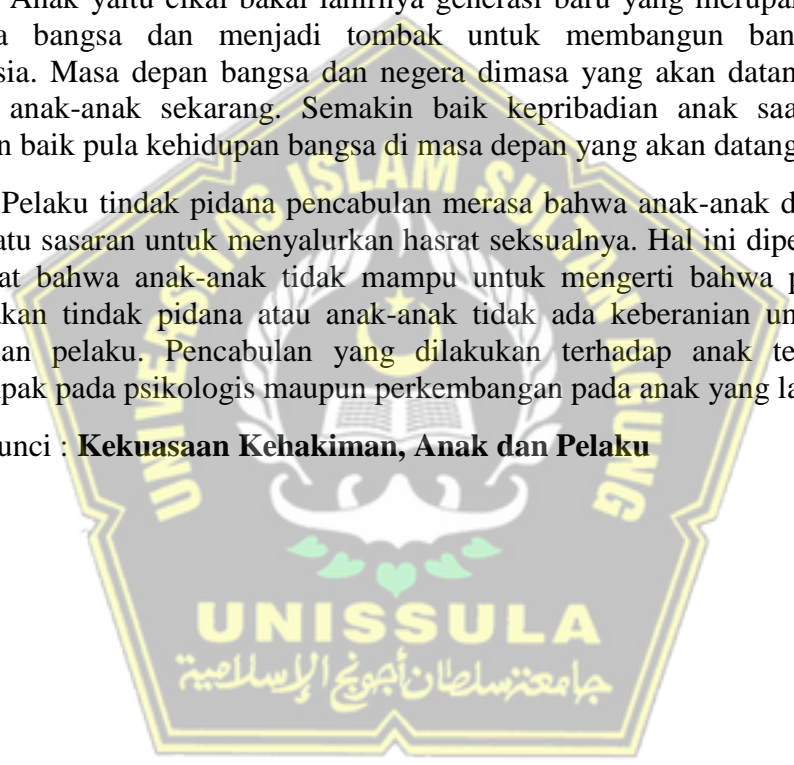 Anak yaitu cikal bakal lahirnya generasi baru yang merupa
bangsa dan menjadi tombak untuk membangun ban
sia. Masa depan bangsa dan negera dimasa yang akan datan
anak-anak sekarang. Semakin baik kepribadian anak saa
n baik pula kehidupan bangsa di masa depan yang akan datang
Pelaku tindak pidana pencabulan merasa bahwa anak-anak d
atu sasaran untuk menyalurkan hasrat seksualnya. Hal ini dipe
at bahwa anak-anak tidak mampu untuk mengerti bahwa p
akan tindak pidana atau anak-anak tidak ada keberanian un
an pelaku. Pencabulan yang dilakukan terhadap anak te
pak pada psikologis maupun perkembangan pada anak yang la
unci : Kekuasaan Kehakiman, Anak dan Pelaku
UNIVERSITAS ISLAM SULTAN AGUNG
UNISSULA
جامعة سلطان أجونج الإسلامية